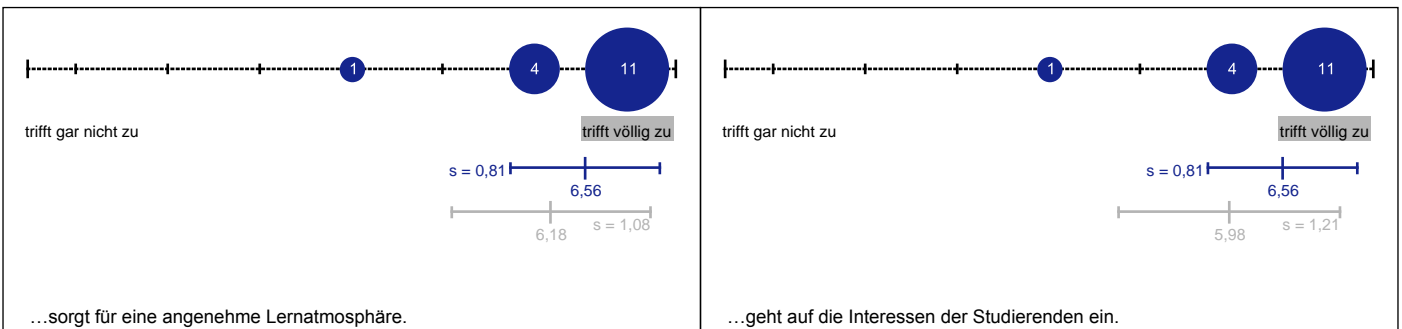 1 4 11
trifft gar nicht zu trifft völlig zu
s = 0,81
6,56
6,18 s = 1,08
…sorgt für eine angenehme Lernatmosphäre.
1 4 11
trifft gar nicht zu trifft völlig zu
s = 0,81
6,56
5,98 s = 1,21
…geht auf die Interessen der Studierenden ein.